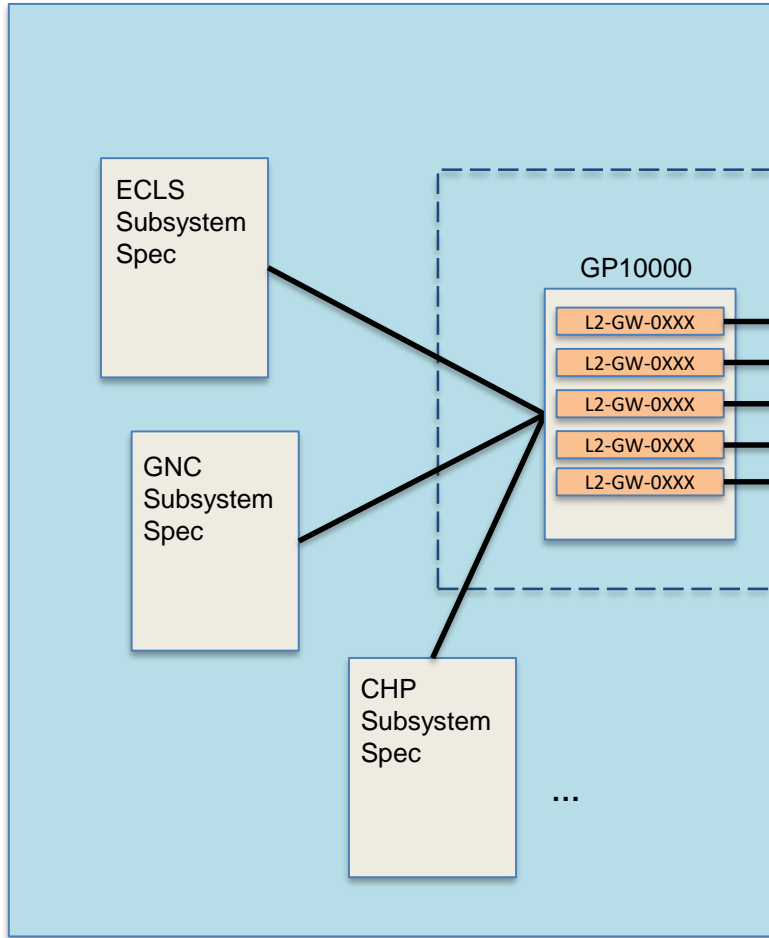 ECLS
Subsystem
Spec
GP10000
L2-GW-0XXX
L2-GW-0XXX
L2-GW-0XXX
L2-GW-0XXX
L2-GW-0XXX
GNC
Subsystem
Spec
CHP
Subsystem
Spec
...